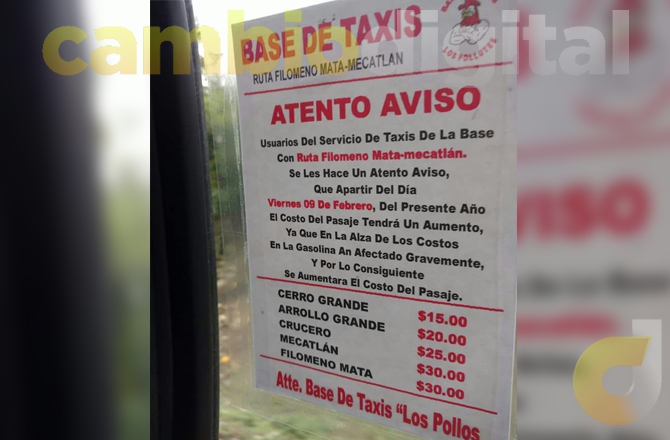 cambio digital
BASE DE TAXIS
RUTA FILOMENO MATA-MECATLAN
LOS POLLOTES
ATENTO AVISO
Usuarios Del Servicio De Taxis De La Base
Con Ruta Filomeno Mata-mecatlán.
Se Les Hace Un Atento Aviso,
Que Apartir Del Día
Viernes 09 De Febrero, Del Presente Año
El Costo Del Pasaje Tendrá Un Aumento,
Ya Que En La Alza De Los Costos
En La Gasolina An Afectado Gravemente,
Y Por Lo Consiguiente
Se Aumentara El Costo Del Pasaje.
CERRO GRANDE $15.00
ARROLLO GRANDE $20.00
CRUCERO $25.00
MECATLÁN $30.00
FILOMENO MATA $30.00
Atte. Base De Taxis “Los Pollos